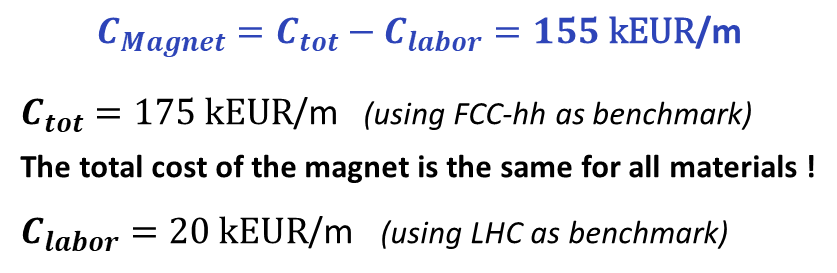 C_Magnet = C_tot − C_labor = 155 kEUR/m
C_tot = 175 kEUR/m (using FCC-hh as benchmark)
The total cost of the magnet is the same for all materials !
C_labor = 20 kEUR/m (using LHC as benchmark)